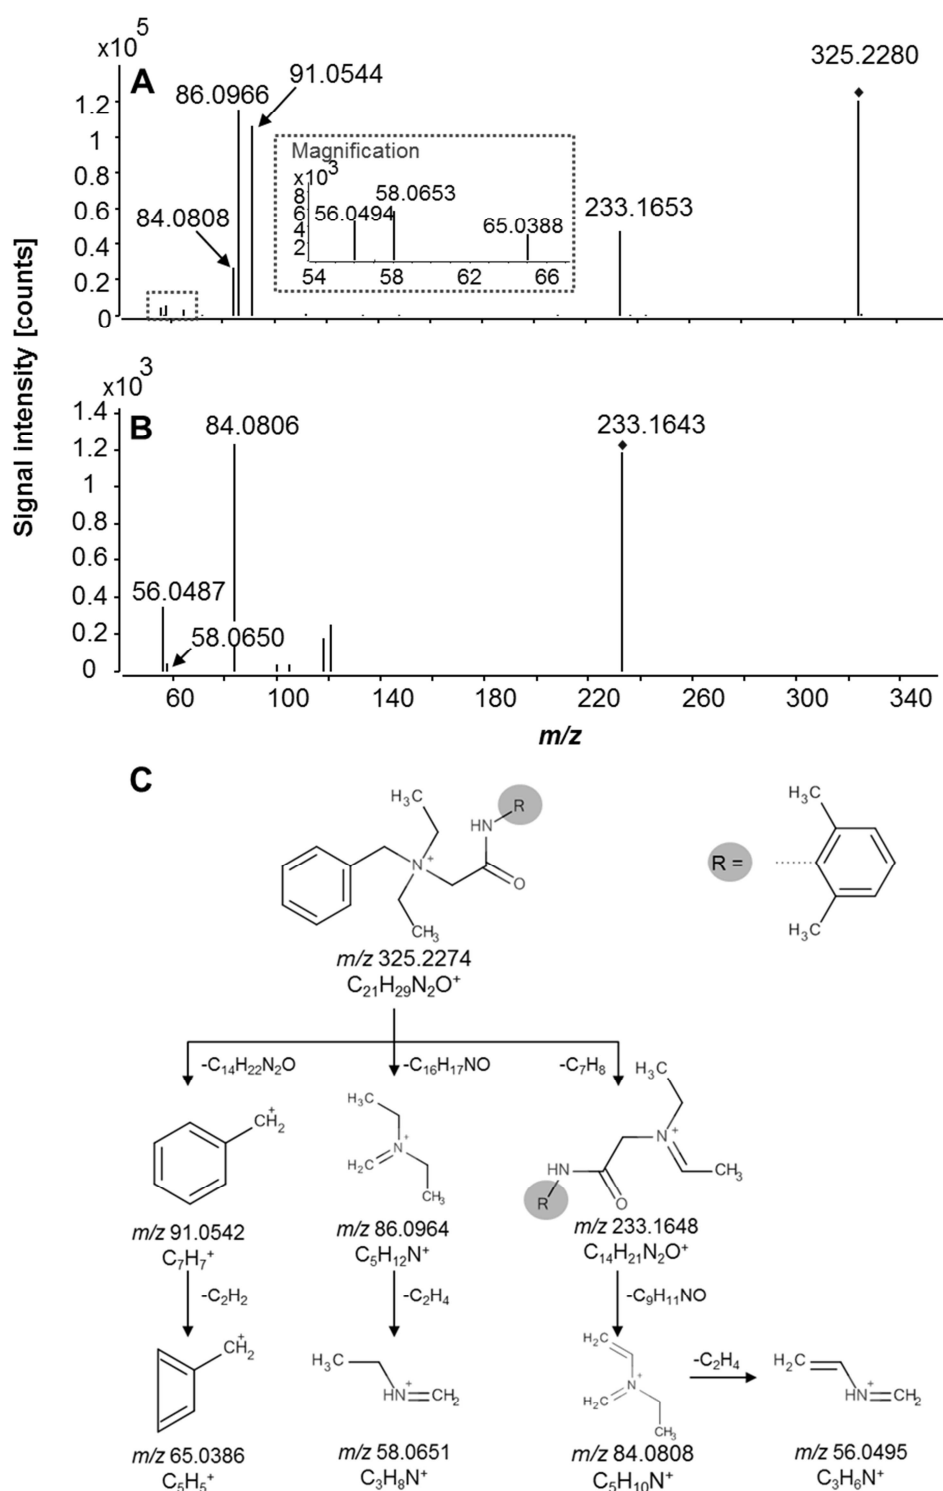 Signal intensity [counts]
x10⁵
A
86.0966
91.0544
325.2280
1.2
1
0.8
0.6
0.4
0.2
0
84.0808
233.1653
Magnification
x10³
8
6
4
2
56.0494
58.0653
65.0388
54 58 62 66
x10³
B
84.0806
233.1643
1.4
1.2
1
0.8
0.6
0.4
0.2
0
56.0487
58.0650
60 100 140 180 220 260 300 340
m/z
C
H₃C
R
HN
N⁺
O
CH₃
m/z 325.2274
C₂₁H₂₉N₂O⁺
R =
H₃C
H₃C
-C₁₄H₂₂N₂O
-C₁₆H₁₇NO
-C₇H₈
CH₂⁺
m/z 91.0542
C₇H₇⁺
H₃C
N⁺
H₂C
CH₃
m/z 86.0964
C₅H₁₂N⁺
H₃C
N⁺
HN
CH₃
R
O
m/z 233.1648
C₁₄H₂₁N₂O⁺
-C₂H₂
-C₂H₄
-C₉H₁₁NO
CH₂⁺
m/z 65.0386
C₅H₅⁺
H₃C
HN⁺
CH₂
m/z 58.0651
C₃H₈N⁺
H₂C
N⁺
H₂C
CH₃
m/z 84.0808
C₅H₁₀N⁺
-C₂H₄
H₂C
HN⁺
CH₂
m/z 56.0495
C₃H₆N⁺